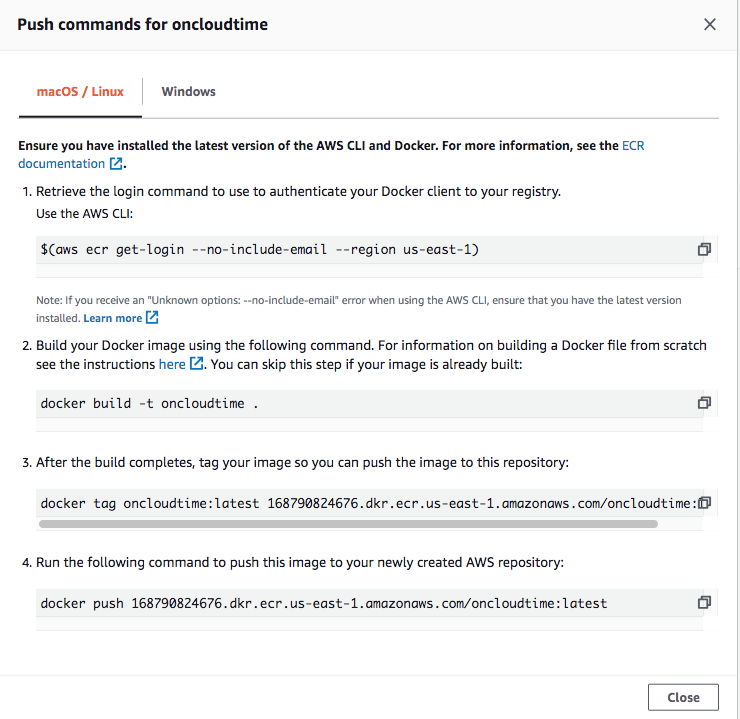 Push commands for oncloudtime
macOS / Linux
Windows
Ensure you have installed the latest version of the AWS CLI and Docker. For more information, see the ECR
documentation .
1. Retrieve the login command to use to authenticate your Docker client to your registry.
Use the AWS CLI:
$(aws ecr get-login --no-include-email --region us-east-1)
Note: If you receive an "Unknown options: --no-include-email" error when using the AWS CLI, ensure that you have the latest version
installed. Learn more
2. Build your Docker image using the following command. For information on building a Docker file from scratch
see the instructions here . You can skip this step if your image is already built:
docker build -t oncloudtime .
3. After the build completes, tag your image so you can push the image to this repository:
docker tag oncloudtime:latest 168790824676.dkr.ecr.us-east-1.amazonaws.com/oncloudtime:
4. Run the following command to push this image to your newly created AWS repository:
docker push 168790824676.dkr.ecr.us-east-1.amazonaws.com/oncloudtime:latest
Close